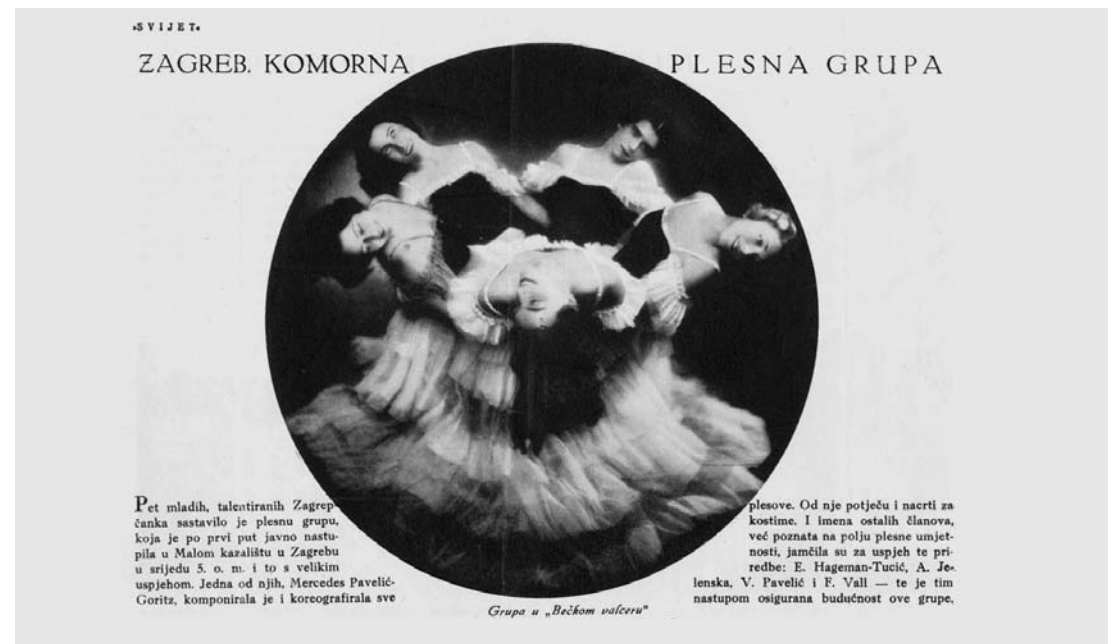 »SVIJET«
ZAGREB. KOMORNA PLESNA GRUPA
Pet mladih, talentiranih Zagrep-
čanka sastavilo je plesnu grupu,
koja je po prvi put javno nastu-
pila u Malom kazalištu u Zagrebu
u srijedu 5. o. m. i to s velikim
uspjehom. Jedna od njih, Mercedes Pavelić-
Goritz, komponirala je i koreografirala sve
plesove. Od nje potječu i nacrti za
kostime. I imena ostalih članova,
već poznata na polju plesne umjet-
nosti, jamčila su za uspjeh te pri-
redbe: E. Hageman-Tucić, A. Je-
lenska, V. Pavelić i F. Vall — te je tim
nastupom osigurana budućnost ove grupe.
Grupa u „Bečkom valceru"